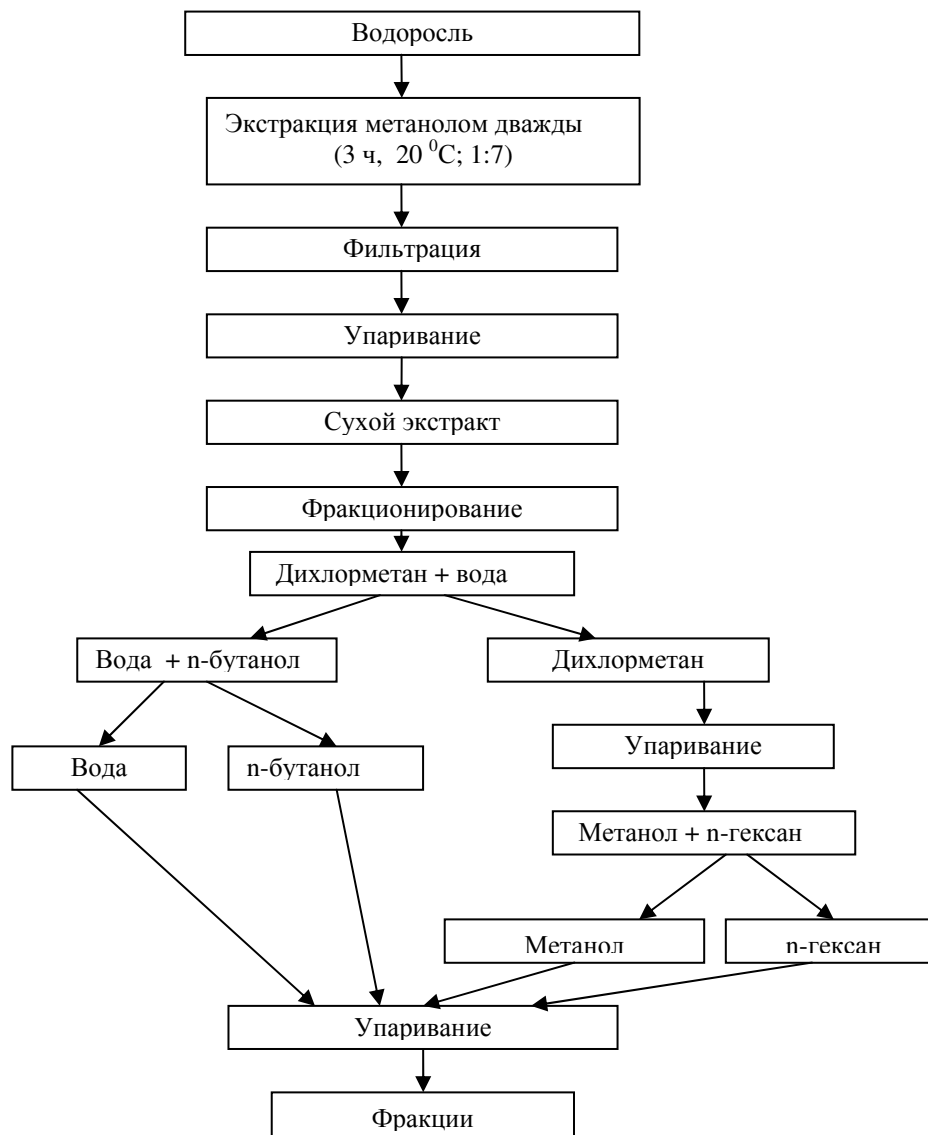 Водоросль
Экстракция метанолом дважды
(3 ч, 20 ⁰С; 1:7)
Фильтрация
Упаривание
Сухой экстракт
Фракционирование
Дихлорметан + вода
Вода + n-бутанол
Дихлорметан
Вода
n-бутанол
Упаривание
Метанол + n-гексан
Метанол
n-гексан
Упаривание
Фракции